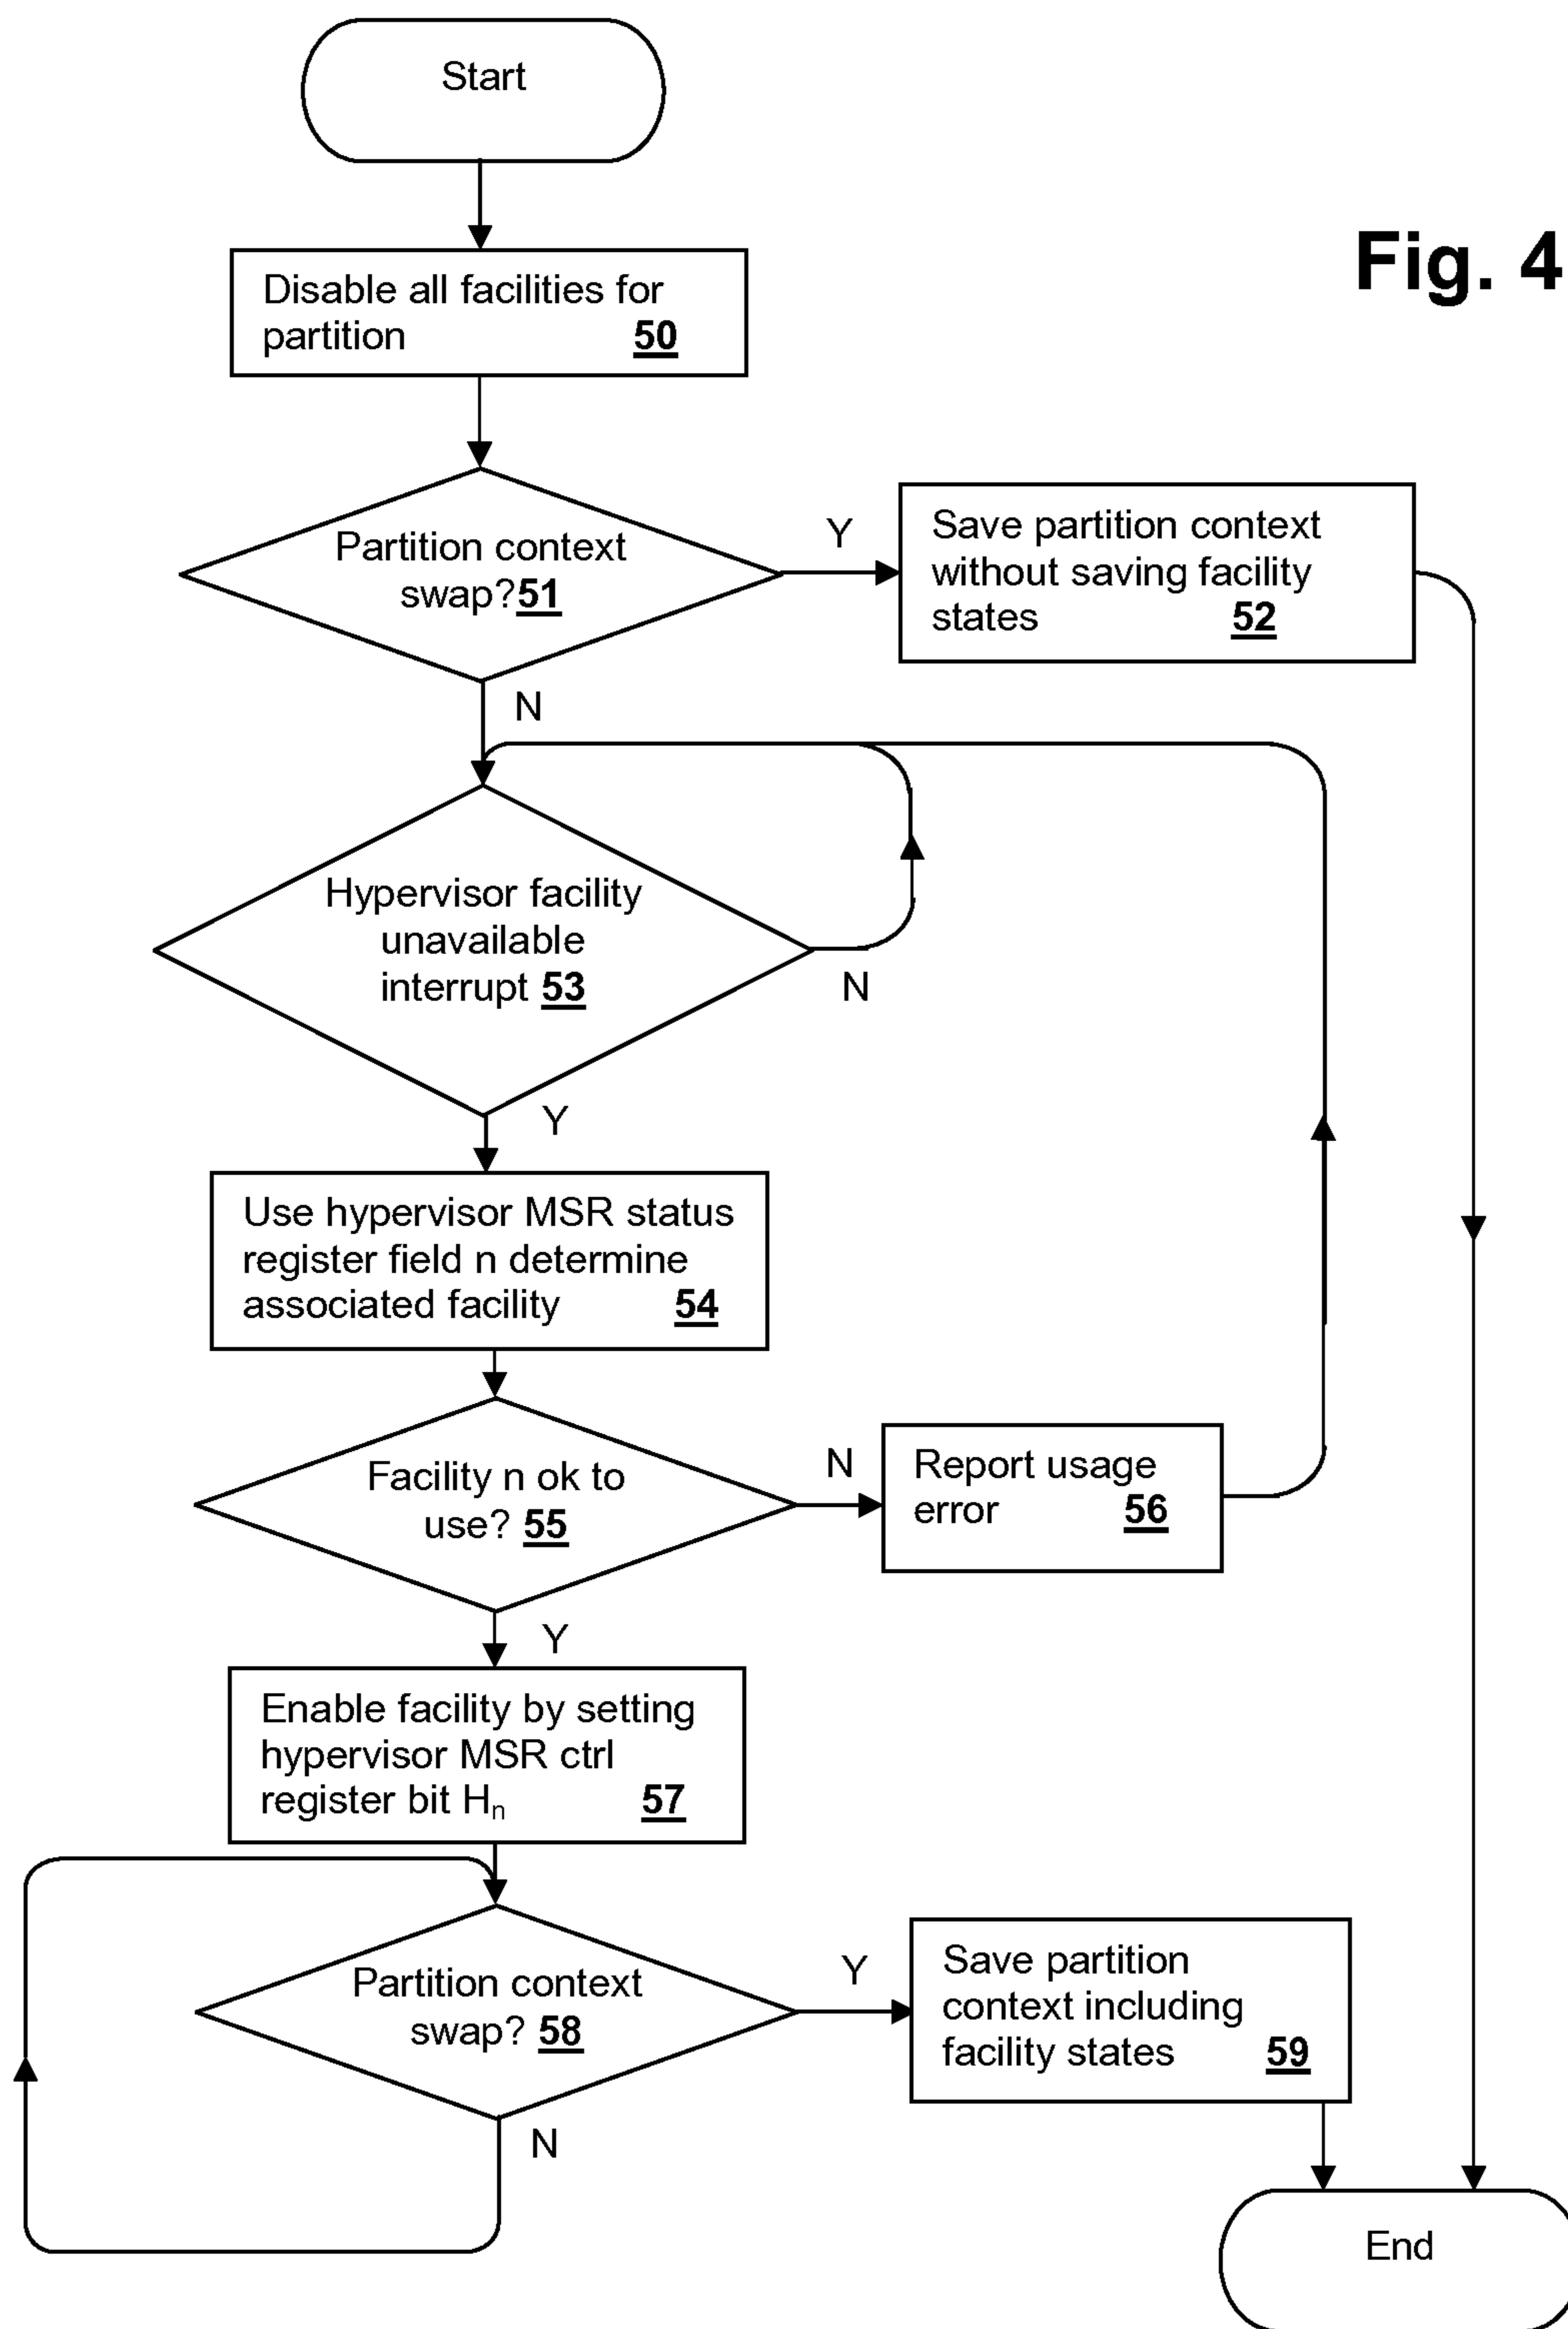 Start
Fig. 4
Disable all facilities for
partition 50
Partition context
swap?51
Y
Save partition context
without saving facility
states 52
N
Hypervisor facility
unavailable
interrupt 53
N
Y
Use hypervisor MSR status
register field n determine
associated facility 54
Facility n ok to
use? 55
N
Report usage
error 56
Y
Enable facility by setting
hypervisor MSR ctrl
register bit Hn 57
Partition context
swap? 58
Y
Save partition
context including
facility states 59
N
End